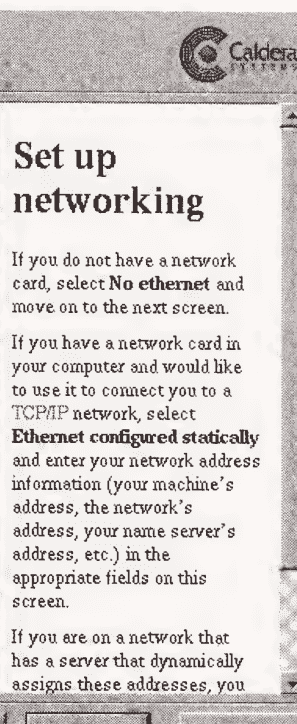 Caldera
SYSTEMS
Set up
networking
If you do not have a network
card, select No ethernet and
move on to the next screen.
If you have a network card in
your computer and would like
to use it to connect you to a
TCP/IP network, select
Ethernet configured statically
and enter your network address
information (your machine's
address, the network's
address, your name server's
address, etc.) in the
appropriate fields on this
screen.
If you are on a network that
has a server that dynamically
assigns these addresses, you